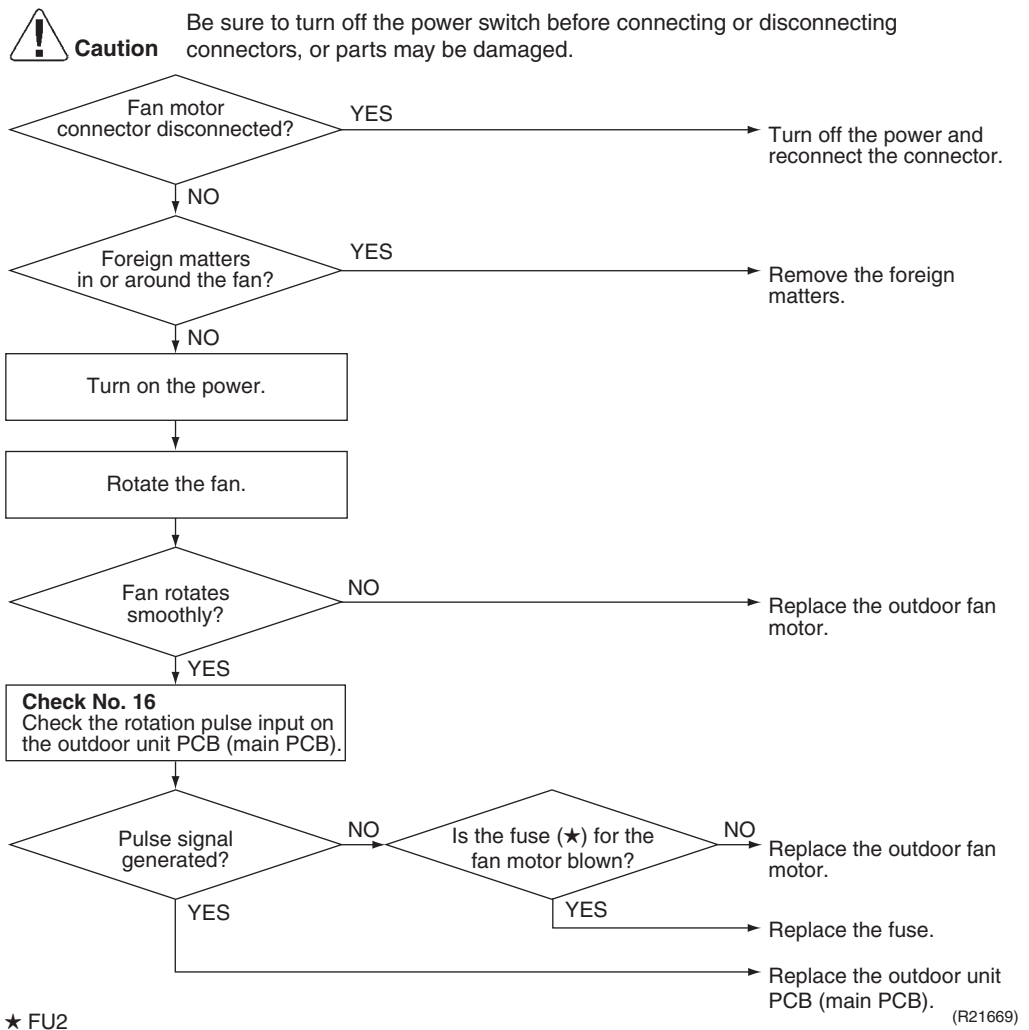 Be sure to turn off the power switch before connecting or disconnecting
Caution connectors, or parts may be damaged.
Fan motor
connector disconnected?
YES
Turn off the power and
reconnect the connector.
NO
Foreign matters
in or around the fan?
YES
Remove the foreign
matters.
NO
Turn on the power.
Rotate the fan.
Fan rotates
smoothly?
NO
Replace the outdoor fan
motor.
YES
Check No. 16
Check the rotation pulse input on
the outdoor unit PCB (main PCB).
Pulse signal
generated?
NO
Is the fuse (★) for the
fan motor blown?
NO
Replace the outdoor fan
motor.
YES
YES
Replace the fuse.
Replace the outdoor unit
PCB (main PCB).
★ FU2
(R21669)